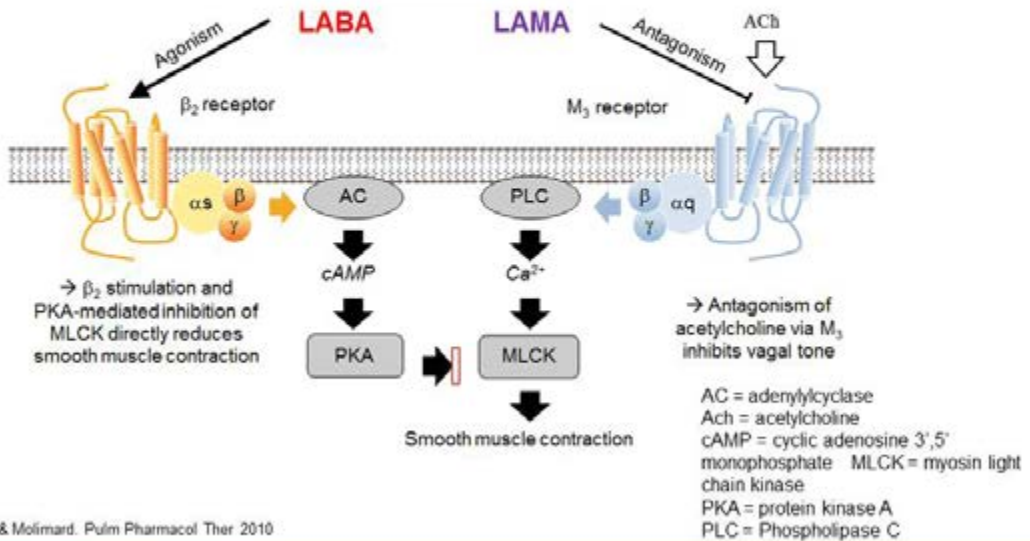 LABA
LAMA
ACh
Agonism
Antagonism
β2 receptor
M3 receptor
αs
β
γ
AC
PLC
β
γ
αq
cAMP
Ca2+
→ β2 stimulation and
PKA-mediated inhibition of
MLCK directly reduces
smooth muscle contraction
→ Antagonism of
acetylcholine via M3
inhibits vagal tone
PKA
MLCK
Smooth muscle contraction
AC = adenylylcyclase
Ach = acetylcholine
cAMP = cyclic adenosine 3',5'
monophosphate MLCK = myosin light
chain kinase
PKA = protein kinase A
PLC = Phospholipase C
& Molimard. Pulm Pharmacol Ther 2010